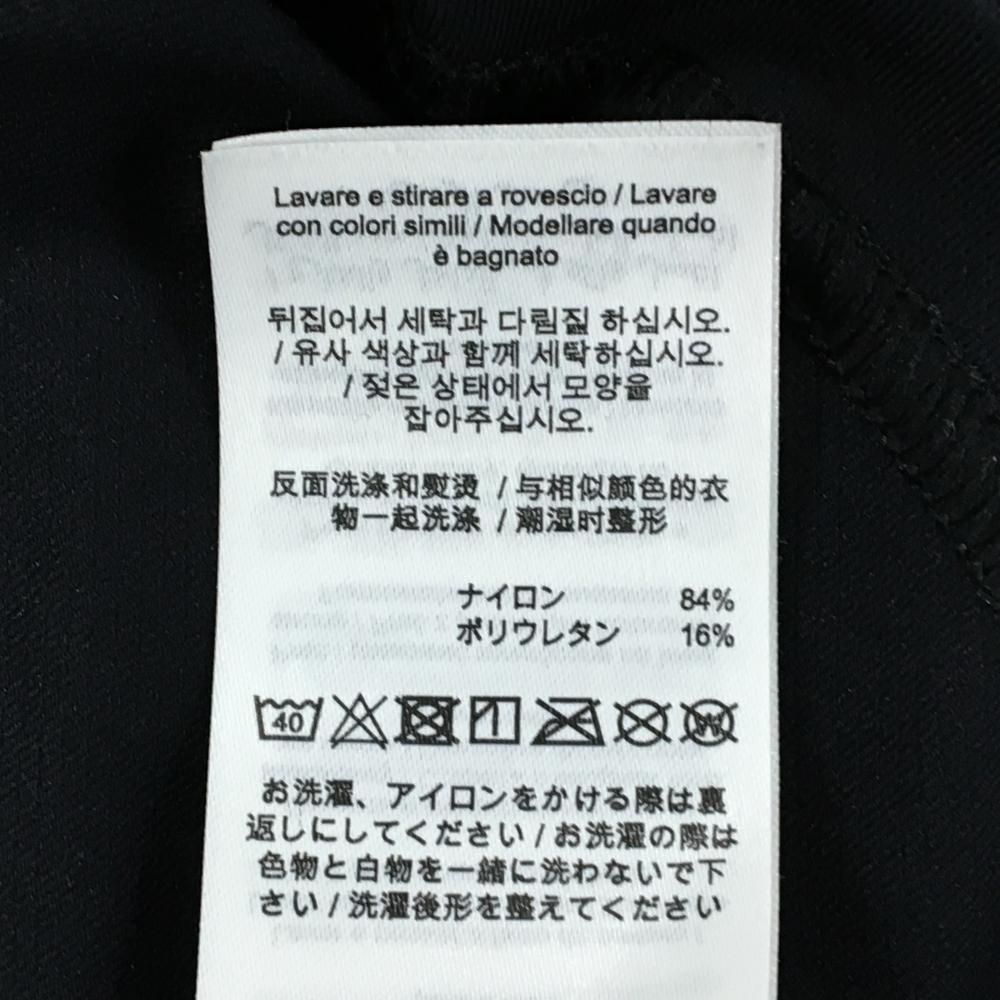 Lavare e stirare a rovescio / Lavare
con colori simili / Modellare quando
è bagnato
뒤집어서 세탁과 다림질 하십시오.
/ 유사 색상과 함께 세탁하십시오.
/ 젖은 상태에서 모양을
잡아주십시오.
反面洗涤和熨烫 / 与相似颜色的衣
物一起洗涤 / 潮湿时整形
ナイロン 84%
ポリウレタン 16%
40
W
お洗濯、アイロンをかける際は裏
返しにしてください / お洗濯の際は
色物と白物を一緒に洗わないで下
さい / 洗濯後形を整えてください